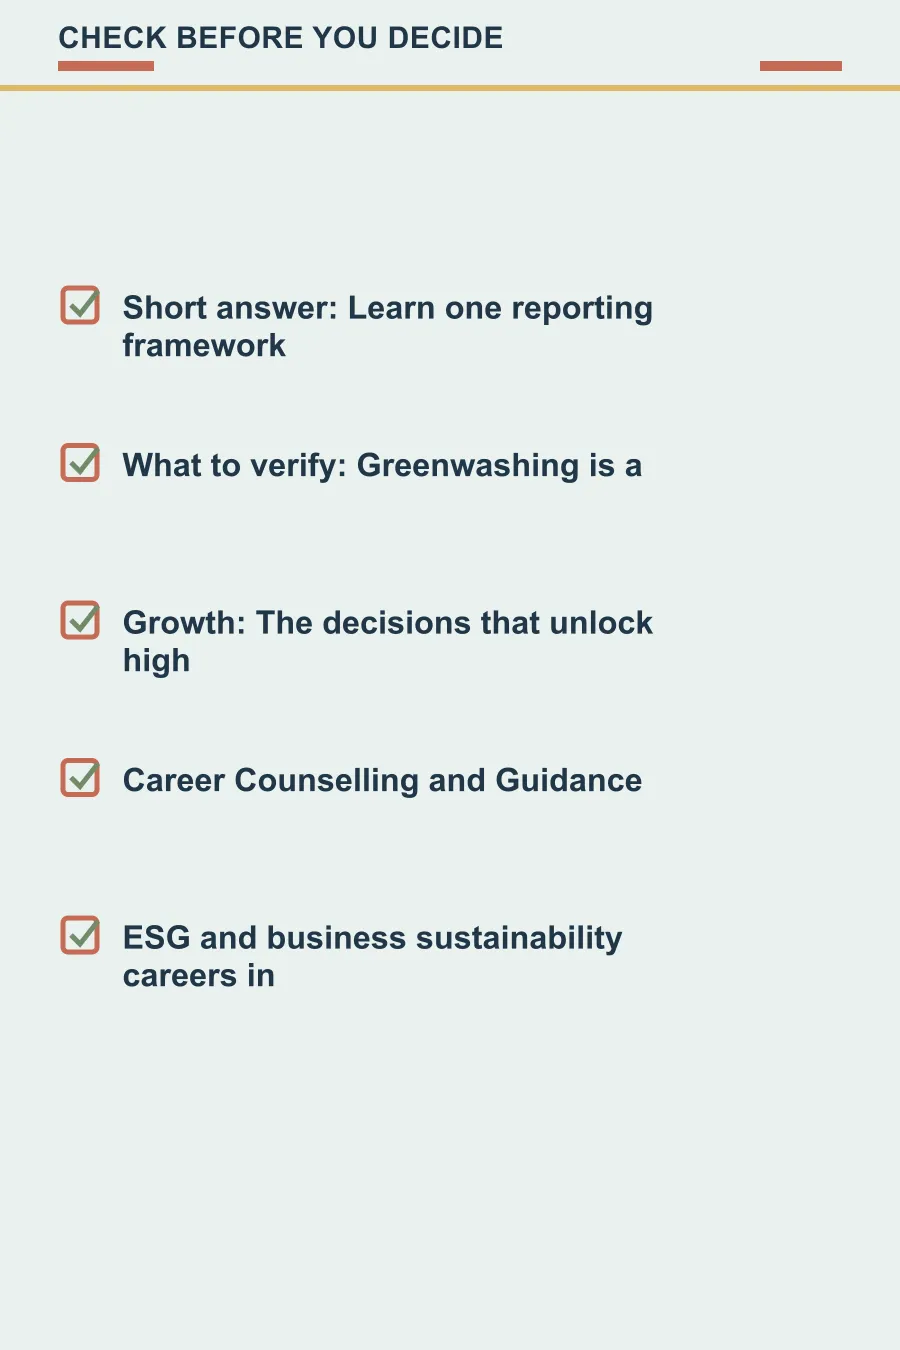 CHECK BEFORE YOU DECIDE
Short answer: Learn one reporting
framework
What to verify: Greenwashing is a
Growth: The decisions that unlock
high
Career Counselling and Guidance
ESG and business sustainability
careers in